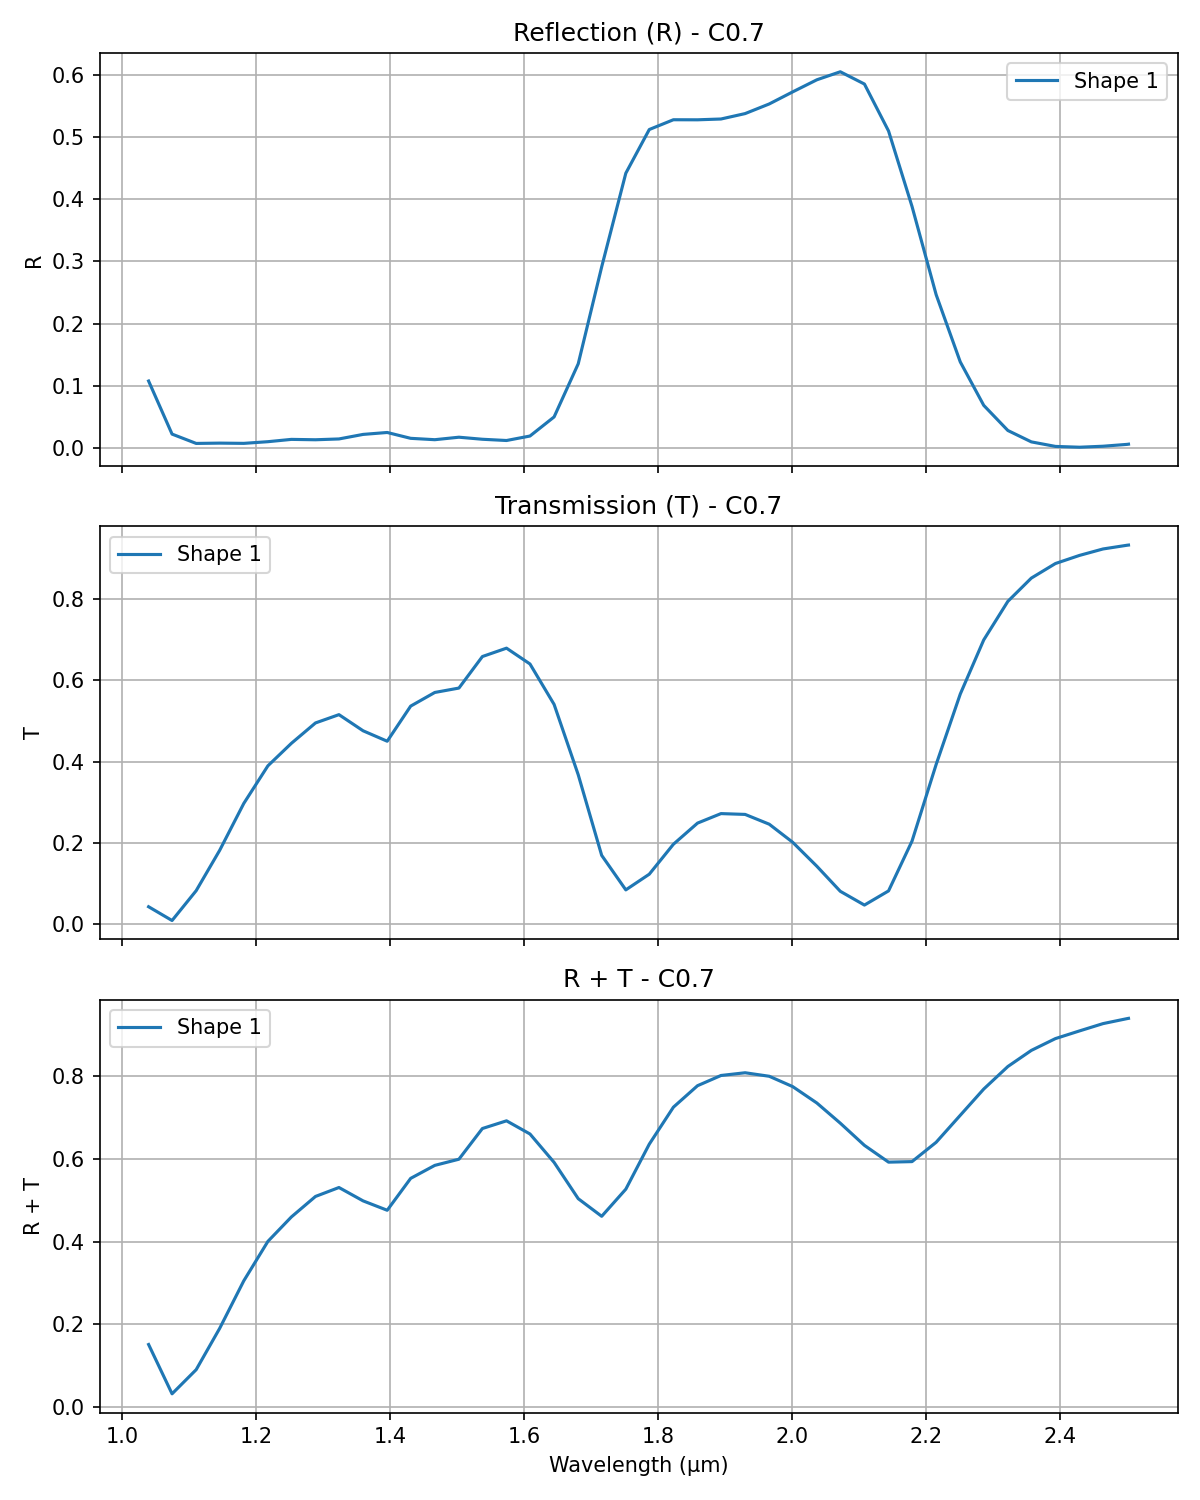 Reflection (R) - C0.7
Shape 1
0.6
0.5
0.4
0.3
0.2
0.1
0.0
R
Transmission (T) - C0.7
Shape 1
0.8
0.6
0.4
0.2
0.0
T
R + T - C0.7
Shape 1
0.8
0.6
0.4
0.2
0.0
R + T
1.0 1.2 1.4 1.6 1.8 2.0 2.2 2.4
Wavelength (μm)